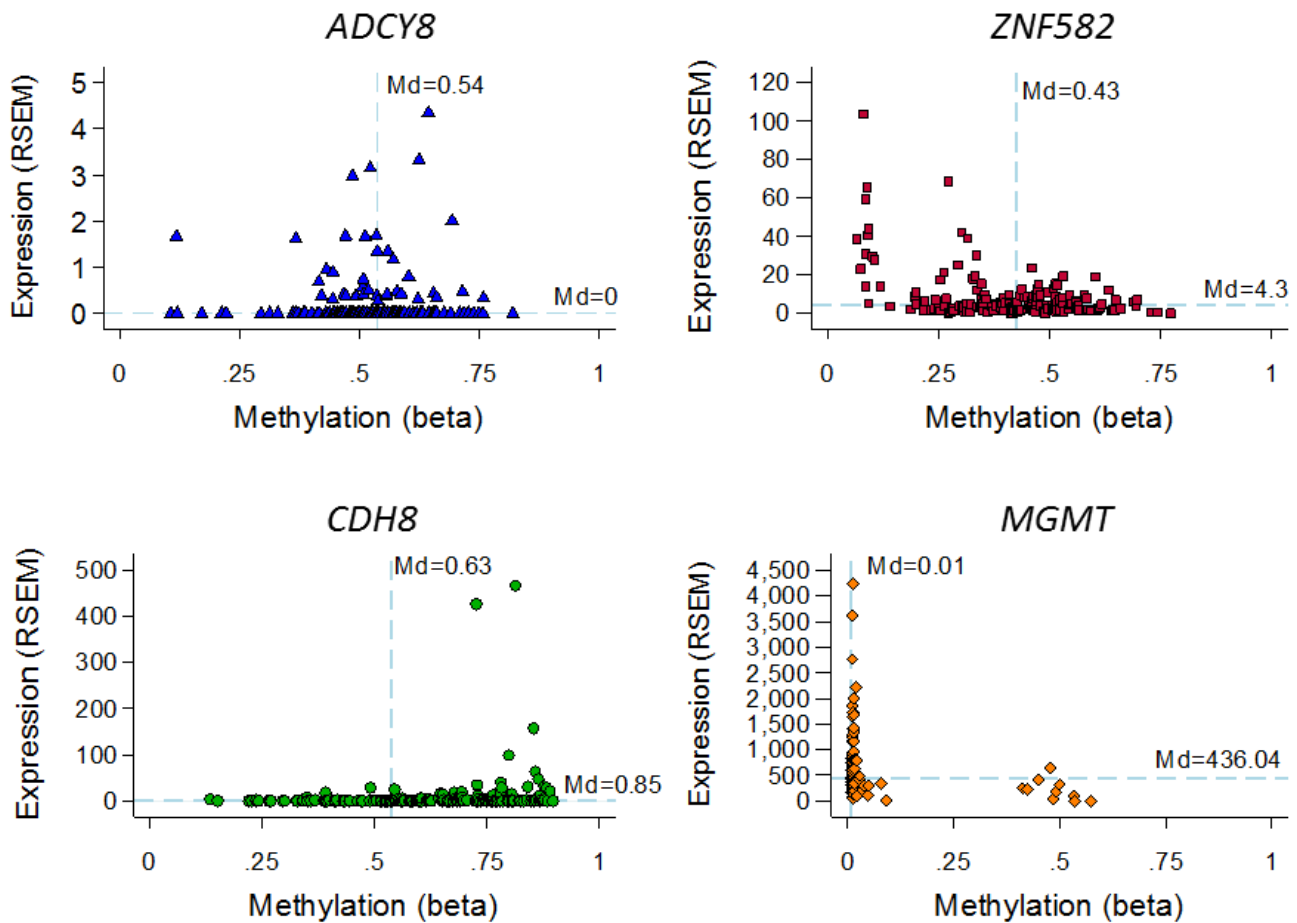 ADCY8
Expression (RSEM)
5
4
3
2
1
0
Md=0.54
Md=0
0 .25 .5 .75 1
Methylation (beta)
ZNF582
Expression (RSEM)
120
100
80
60
40
20
0
Md=0.43
Md=4.3
0 .25 .5 .75 1
Methylation (beta)
CDH8
Expression (RSEM)
500
400
300
200
100
0
Md=0.63
Md=0.85
0 .25 .5 .75 1
Methylation (beta)
MGMT
Expression (RSEM)
4,500
4,000
3,500
3,000
2,500
2,000
1,500
1,000
500
0
Md=0.01
Md=436.04
0 .25 .5 .75 1
Methylation (beta)